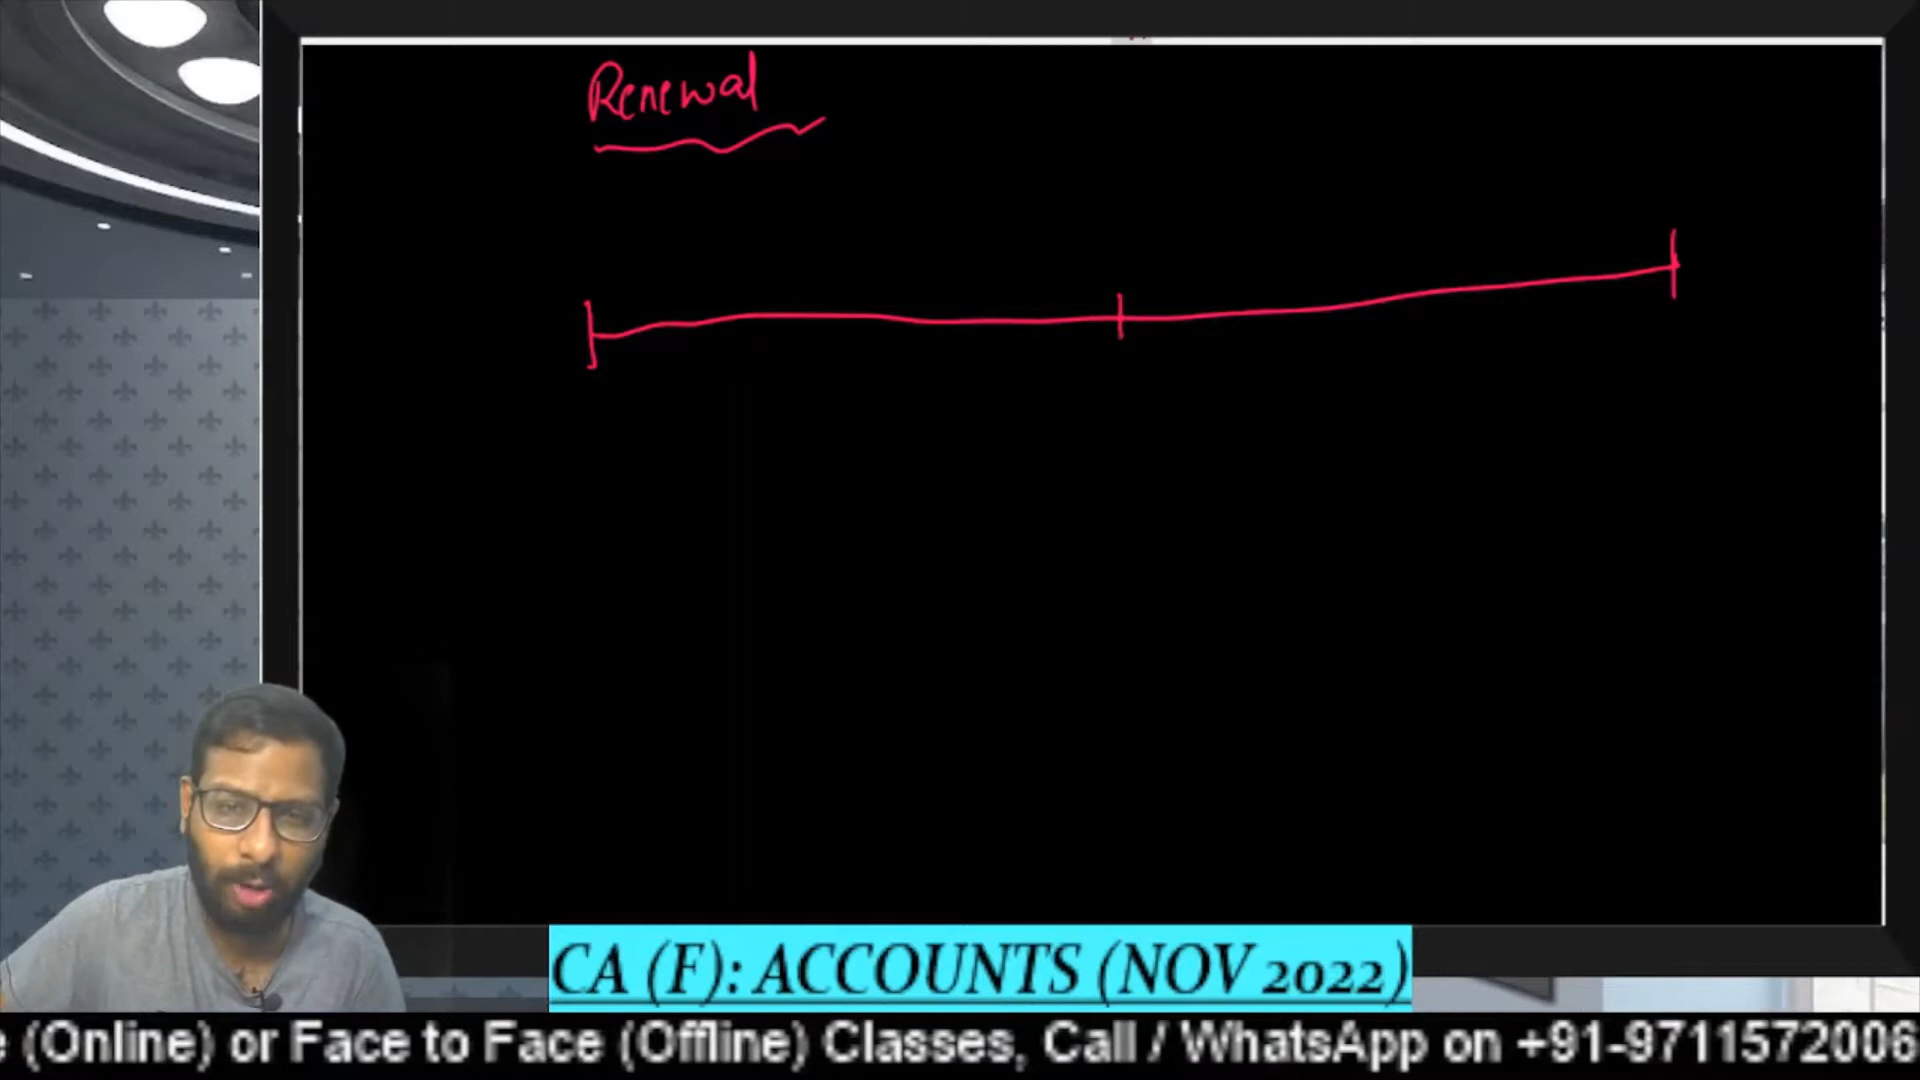 Renewal
CA (F): ACCOUNTS (NOV 2022)
(Online) or Face to Face (Offline) Classes, Call / WhatsApp on +91-9711572006